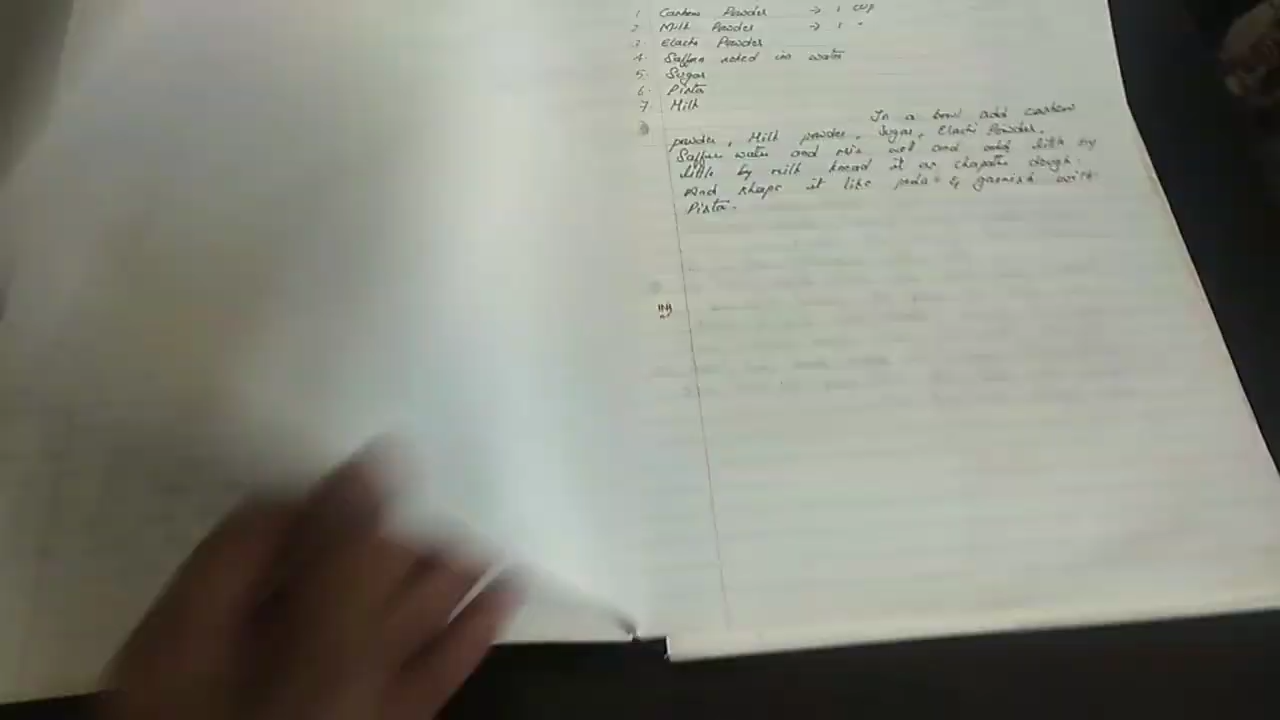 1 Cashew Powder → 1 cup
2 Milk Powder → 1 "
3 Elachi Powder
4. Saffron soked in water
5. Sugar
6. Pista
7. Milk
In a bowl add cashew
powder, Milk powder, Sugar, Elachi Powder,
Saffron water and mix well and add little by
little by milk knead it as chapathi dough.
And shape it like peda & garnish with
Pista.